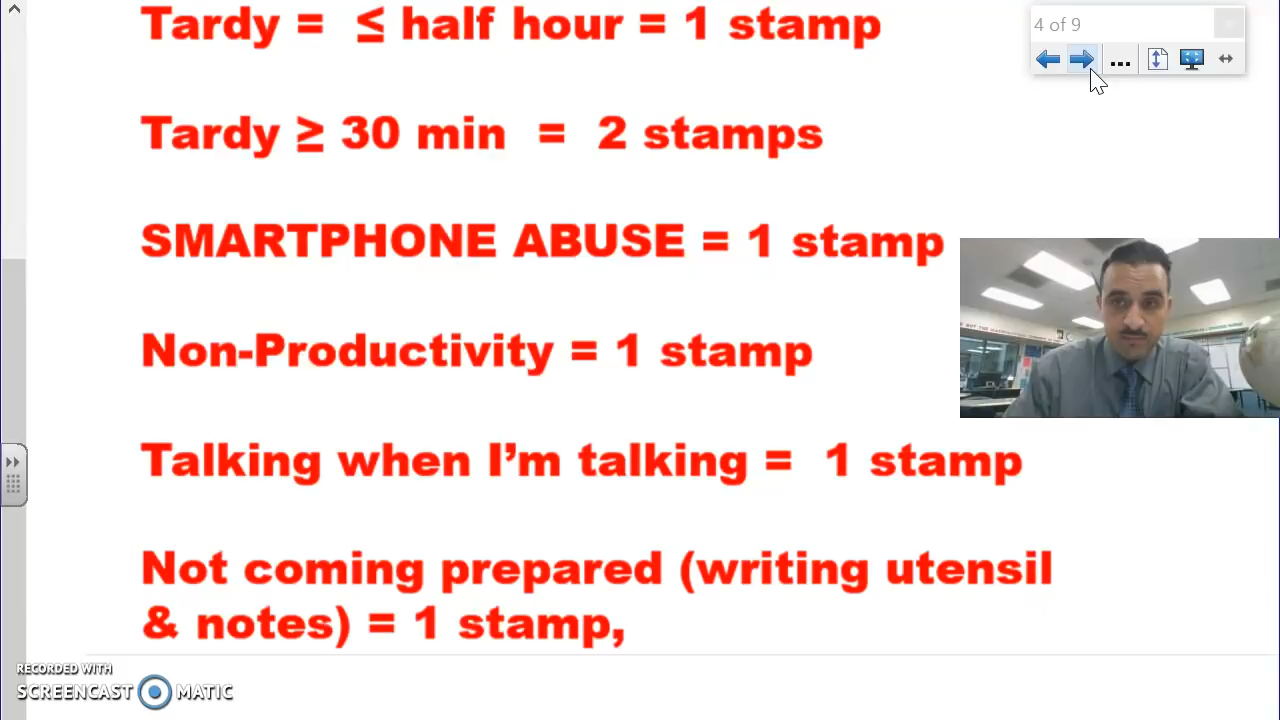 Tardy = ≤ half hour = 1 stamp
4 of 9
Tardy ≥ 30 min = 2 stamps
SMARTPHONE ABUSE = 1 stamp
Non-Productivity = 1 stamp
Talking when I’m talking = 1 stamp
Not coming prepared (writing utensil
& notes) = 1 stamp,
RECORDED WITH
SCREENCAST MATIC